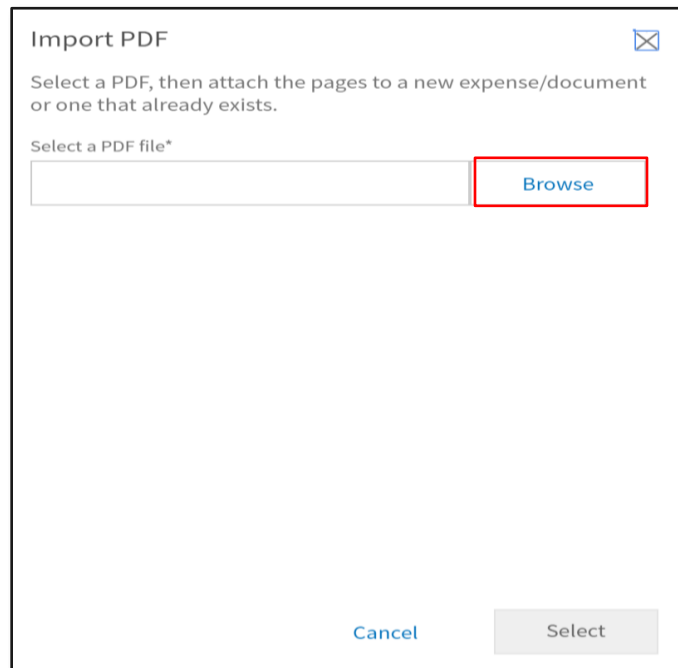 Import PDF
Select a PDF, then attach the pages to a new expense/document
or one that already exists.
Select a PDF file*
Browse
Cancel
Select